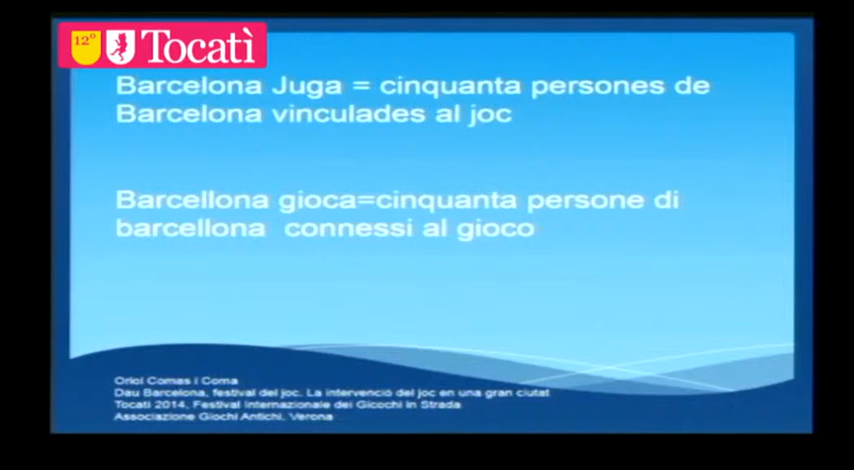 12º Tocatì
Barcelona Juga = cinquanta persones de
Barcelona vinculades al joc
Barcellona gioca=cinquanta persone di
barcellona connessi al gioco
Oriol Comas i Coma
Dau Barcelona, festival del joc. La intervenció del joc en una gran ciutat
Tocatì 2014, Festival Internazionale dei Gicochi in Strada
Associazione Giochi Antichi, Verona